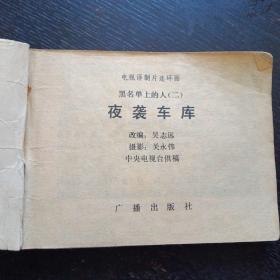 电视译制片连环画
黑名单上的人(二)
夜袭车库
改编：吴志远
摄影：关永伟
中央电视台供稿
广播出版社